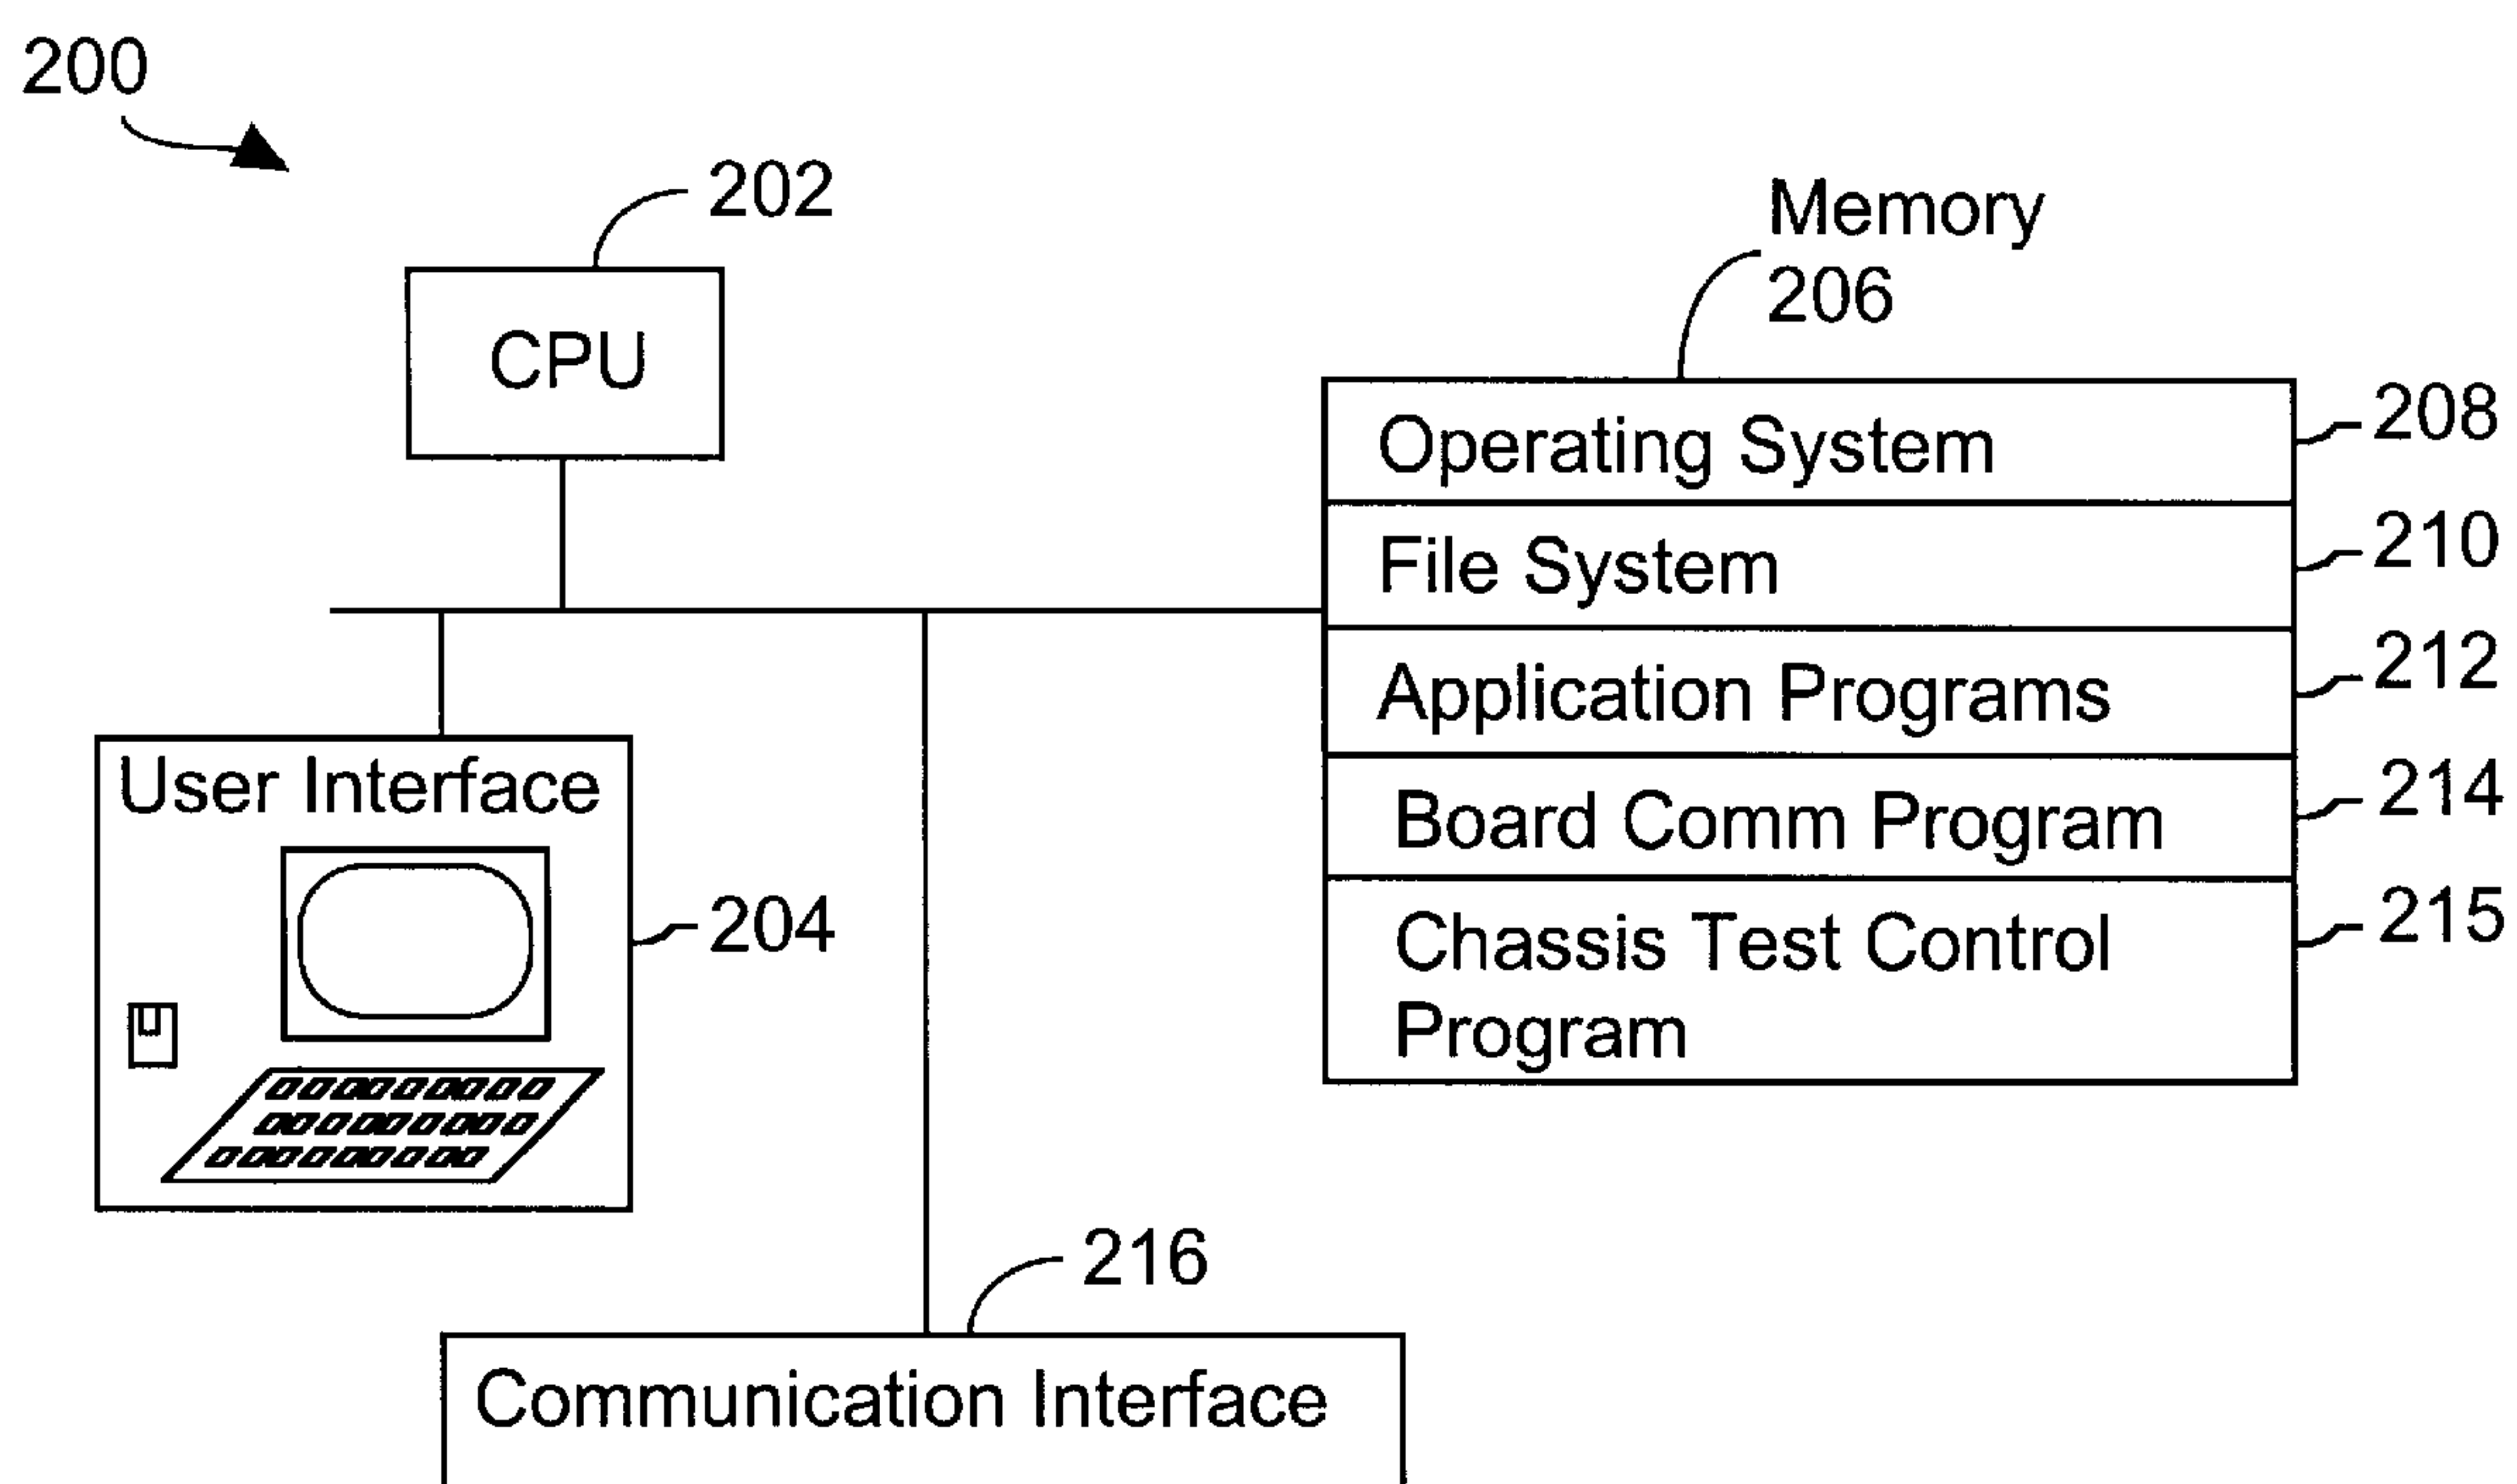 200
202
CPU
Memory
206
Operating System
208
File System
210
Application Programs
212
Board Comm Program
214
Chassis Test Control
Program
215
User Interface
204
216
Communication Interface